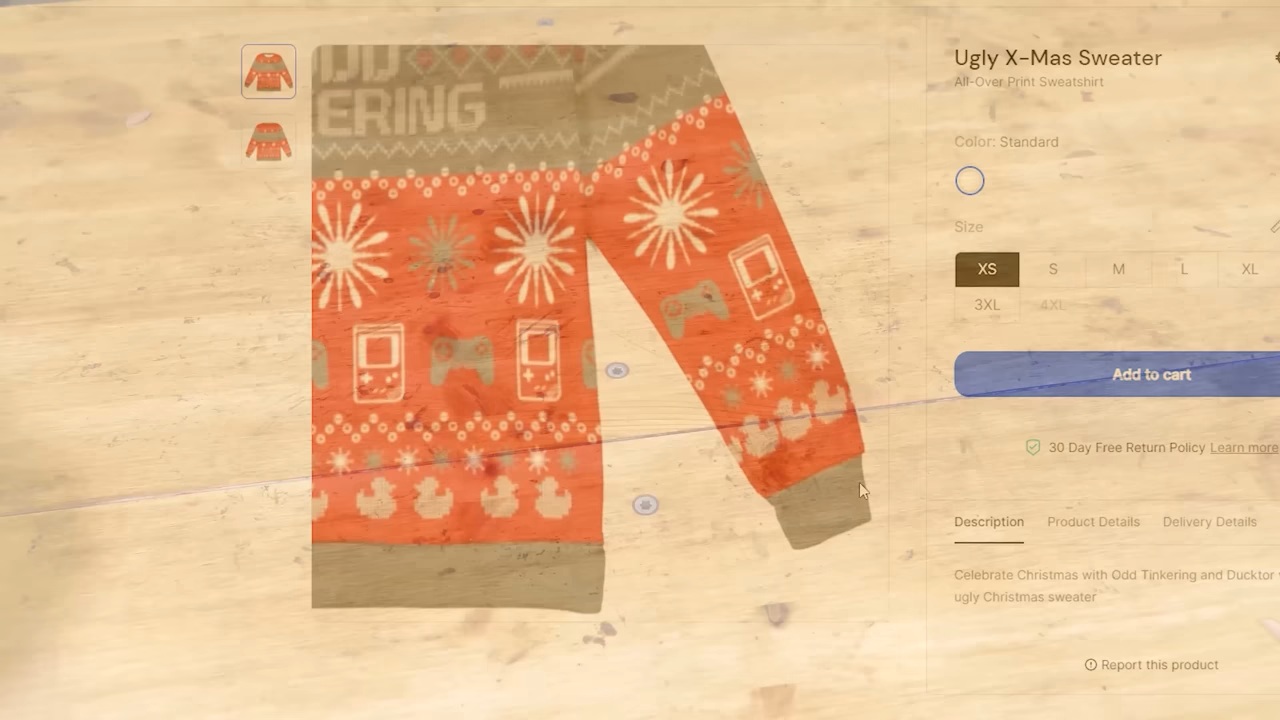 ERING
Ugly X-Mas Sweater
All-Over Print Sweatshirt
Color: Standard
Size
XS
S
M
L
XL
3XL
4XL
Add to cart
30 Day Free Return Policy Learn more
Description
Product Details
Delivery Details
Celebrate Christmas with Odd Tinkering and Ducktor
ugly Christmas sweater
Report this product